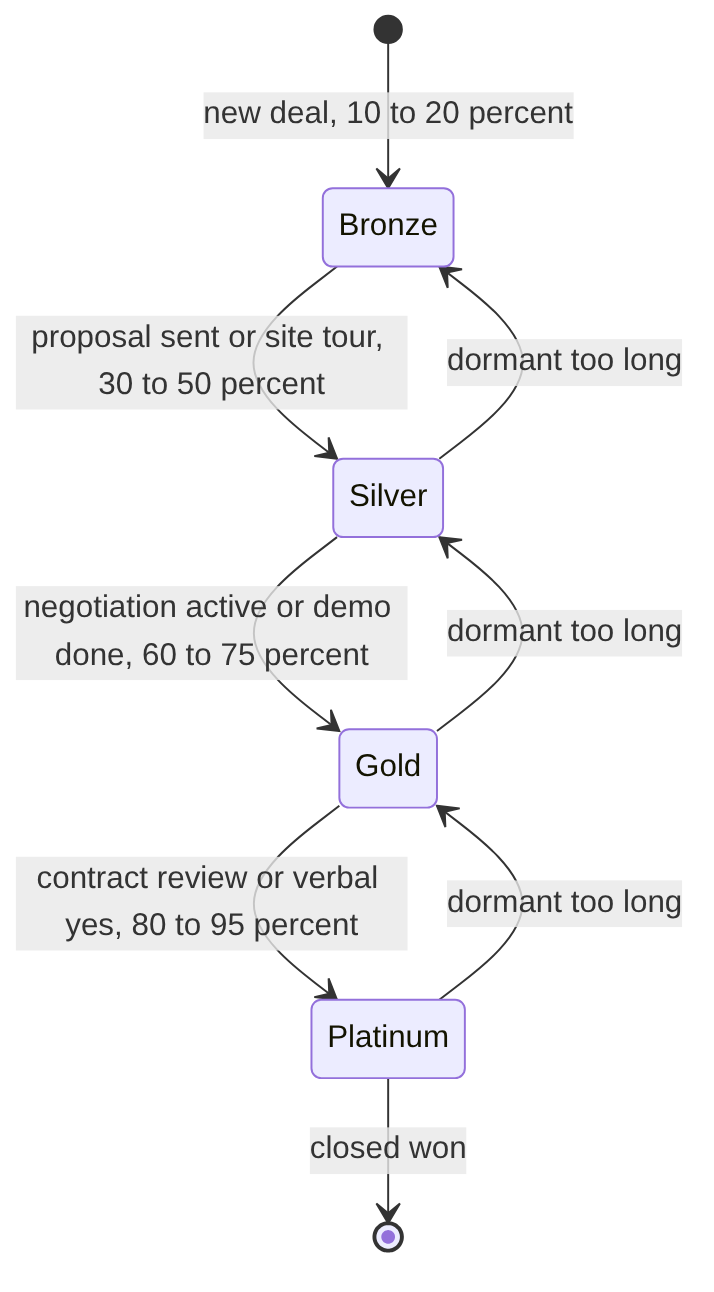 new deal, 10 to 20 percent
Bronze
proposal sent or site tour,
30 to 50 percent
dormant too long
Silver
negotiation active or demo
done, 60 to 75 percent
dormant too long
Gold
contract review or verbal
yes, 80 to 95 percent
dormant too long
Platinum
closed won